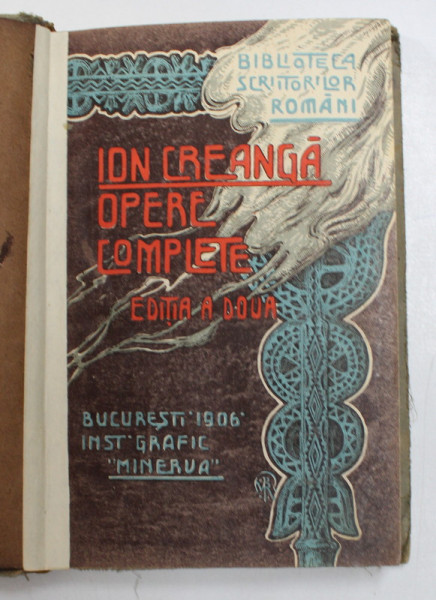 BIBLIOTECA
SCRIITORILOR
ROMÂNI
ION CREANGĂ
OPERE
COMPLETE
EDIȚIA A DOUA
BUCUREȘTI·1906·
INST·GRAFIC
"MINERVA"